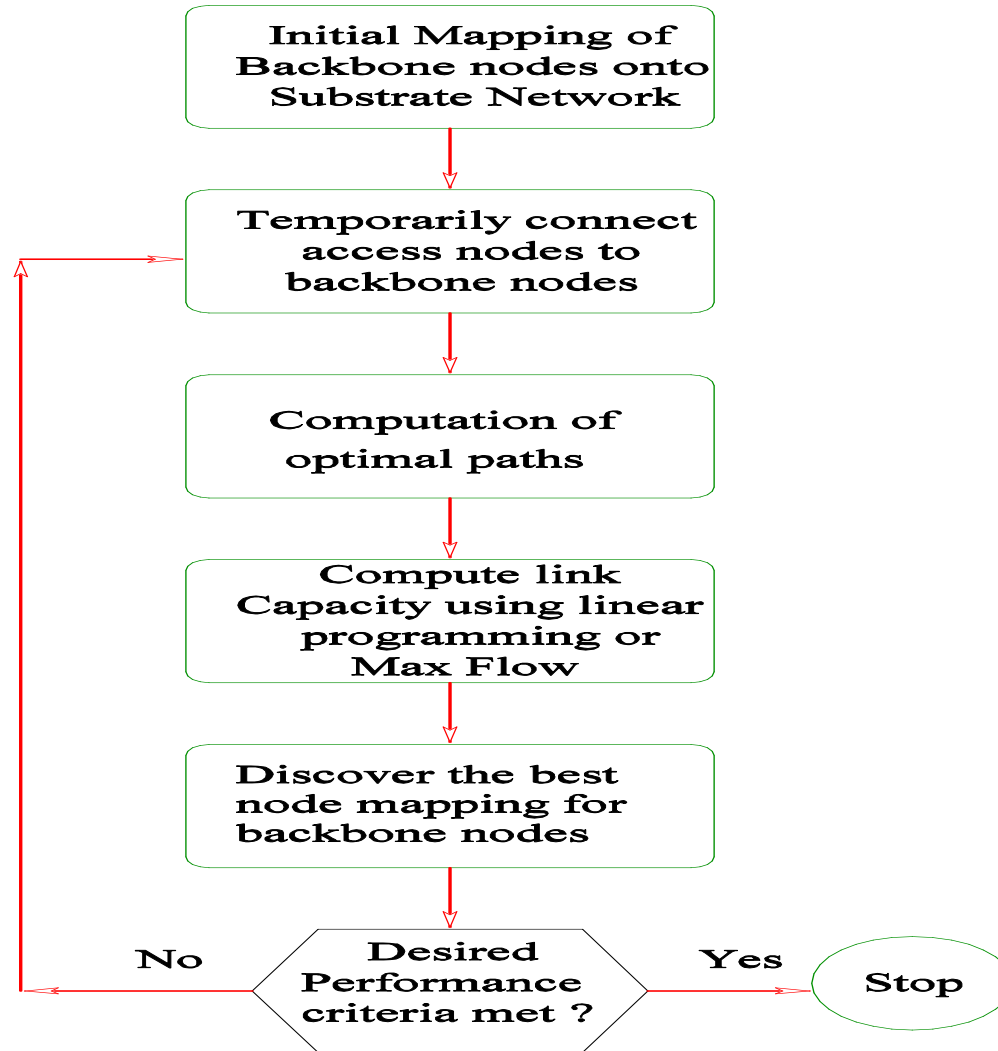 Initial Mapping of
Backbone nodes onto
Substrate Network
Temporarily connect
access nodes to
backbone nodes
Computation of
optimal paths
Compute link
Capacity using linear
programming or
Max Flow
Discover the best
node mapping for
backbone nodes
Desired
Performance
criteria met ?
No
Yes
Stop